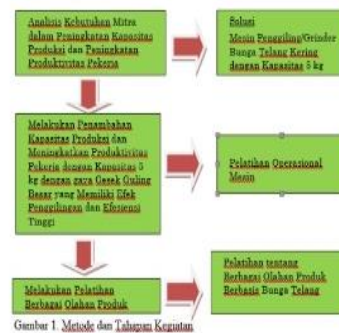 Analisis Kebutuhan Mitra
dalam Peningkatan Kapasitas
Produksi dan Peningkatan
Produktivitas Pekerja
Solusi
Mesin Penggiling/Grinder
Bunga Telang Kering
dengan Kapasitas 5 kg
Melakukan Penambahan
Kapasitas Produksi dan
Meningkatkan Produktivitas
Pekerja dengan Kapasitas 5
kg dengan gaya Gesek Guling
Besar yang Memiliki Efek
Penggilingan dan Efesiensi
Tinggi
Pelatihan Operasional
Mesin
Melakukan Pelatihan
Berbagai Olahan Produk
Pelatihan tentang
Berbagai Olahan Produk
Berbasis Bunga Telang
Gambar 1. Metode dan Tahapan Kegiatan